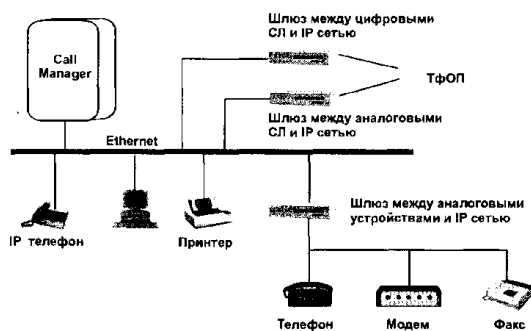 Шлюз между цифровыми
СЛ и IP сетью
Call
Manager
ТфОП
Шлюз между аналоговыми
СЛ и IP сетью
Ethernet
Шлюз между аналоговыми
устройствами и IP сетью
IP телефон
Принтер
Телефон
Модем
Факс